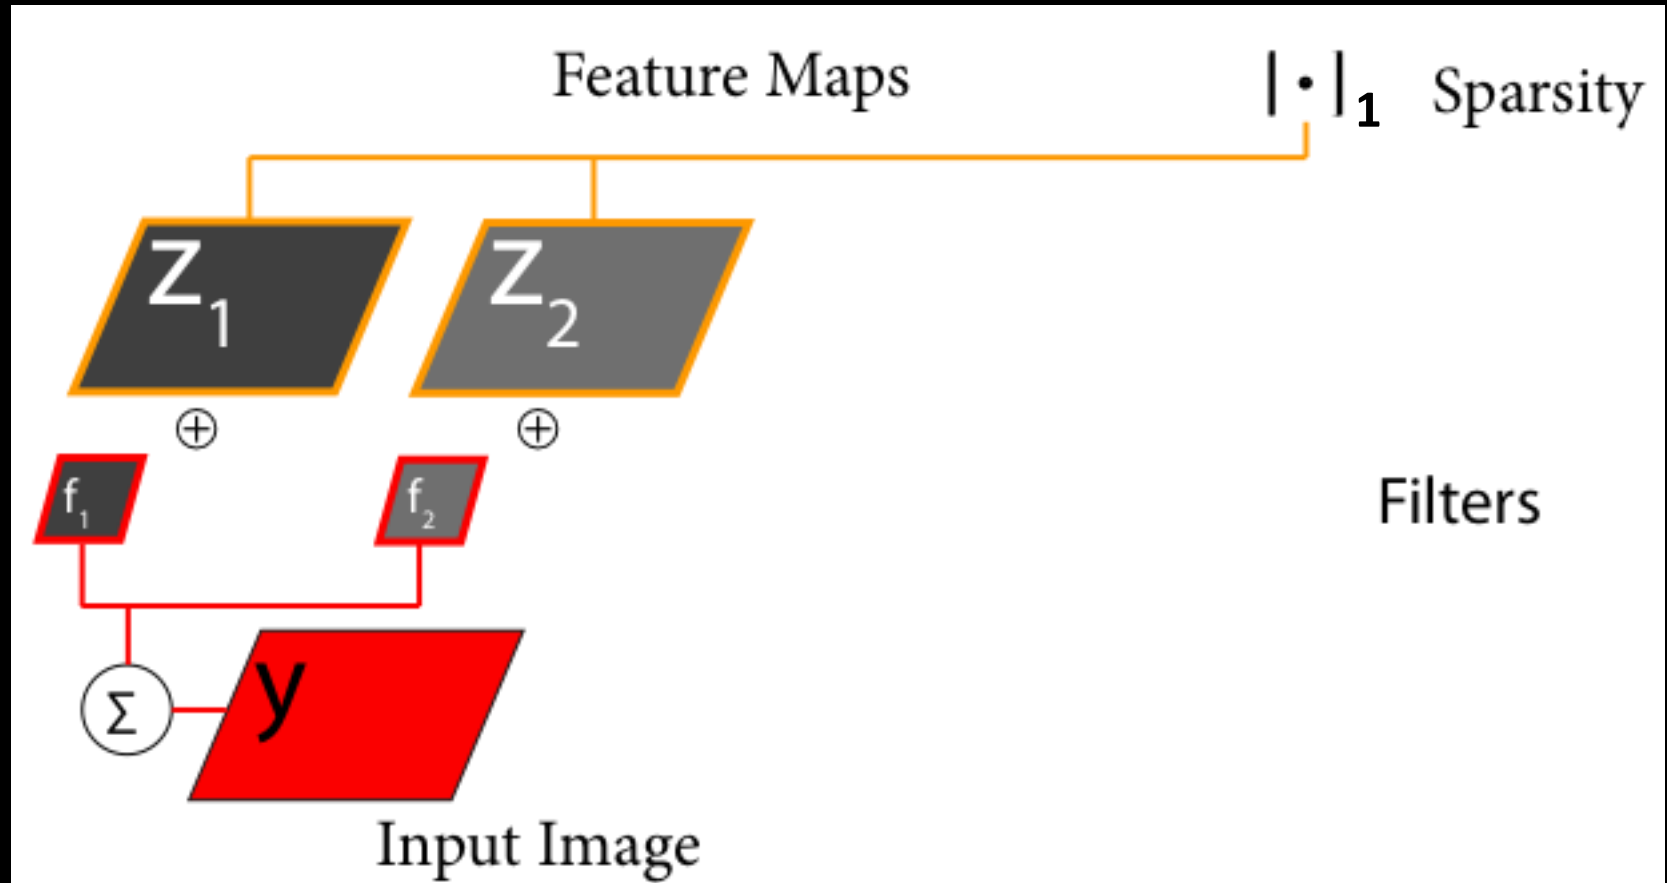 Feature Maps
|·|₁ Sparsity
Z₁
Z₂
⊕
⊕
f₁
f₂
Filters
Σ
y
Input Image